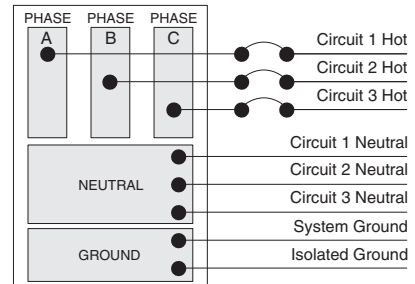 PHASE PHASE PHASE
A B C
Circuit 1 Hot
Circuit 2 Hot
Circuit 3 Hot
NEUTRAL
Circuit 1 Neutral
Circuit 2 Neutral
Circuit 3 Neutral
GROUND
System Ground
Isolated Ground